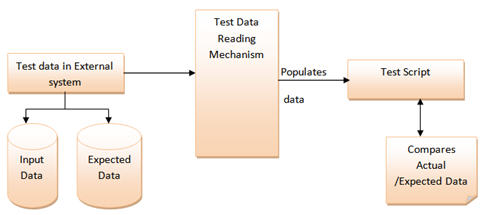 Test data in External
system
Input
Data
Expected
Data
Test Data
Reading
Mechanism
Populates
data
Test Script
Compares
Actual
/Expected Data